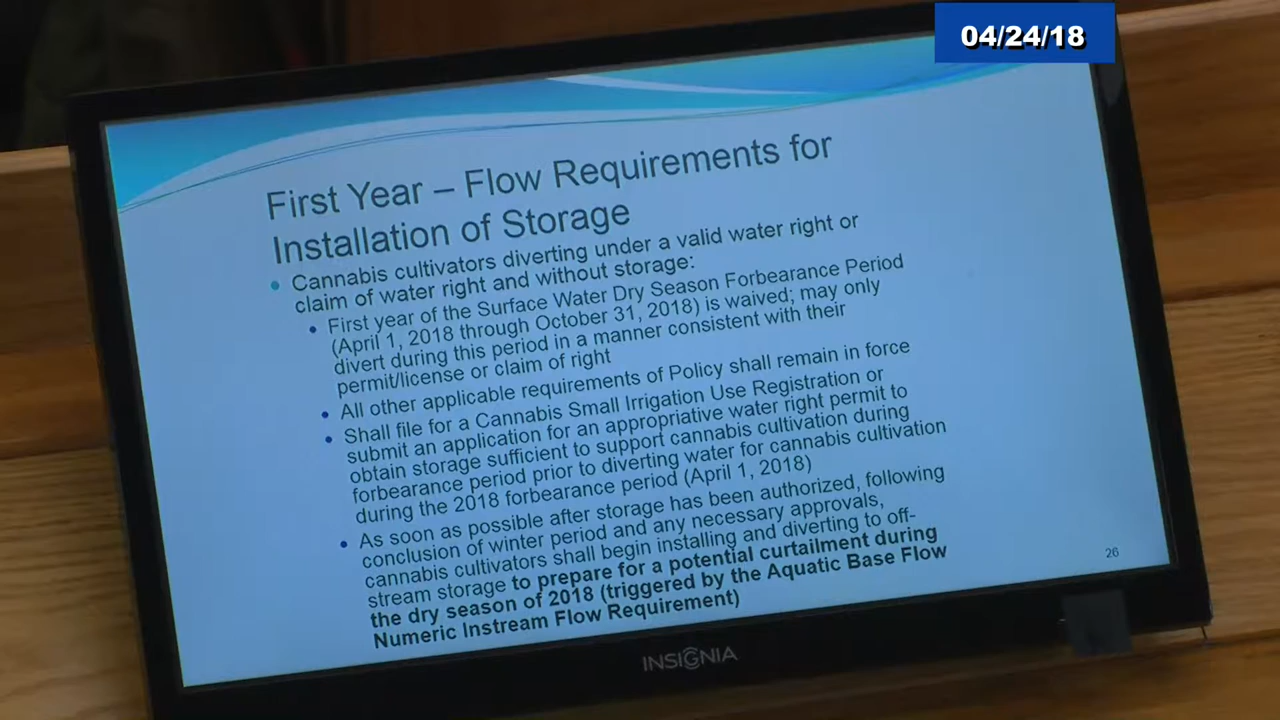 04/24/18
First Year – Flow Requirements for
Installation of Storage
• Cannabis cultivators diverting under a valid water right or
claim of water right and without storage:
• First year of the Surface Water Dry Season Forbearance Period
(April 1, 2018 through October 31, 2018) is waived; may only
divert during this period in a manner consistent with their
permit/license or claim of right
• All other applicable requirements of Policy shall remain in force
• Shall file for a Cannabis Small Irrigation Use Registration or
submit an application for an appropriative water right permit to
obtain storage sufficient to support cannabis cultivation during
forbearance period prior to diverting water for cannabis cultivation
during the 2018 forbearance period (April 1, 2018)
• As soon as possible after storage has been authorized, following
conclusion of winter period and any necessary approvals,
cannabis cultivators shall begin installing and diverting to off-
stream storage to prepare for a potential curtailment during
the dry season of 2018 (triggered by the Aquatic Base Flow
Numeric Instream Flow Requirement)
26
INSIGNIA